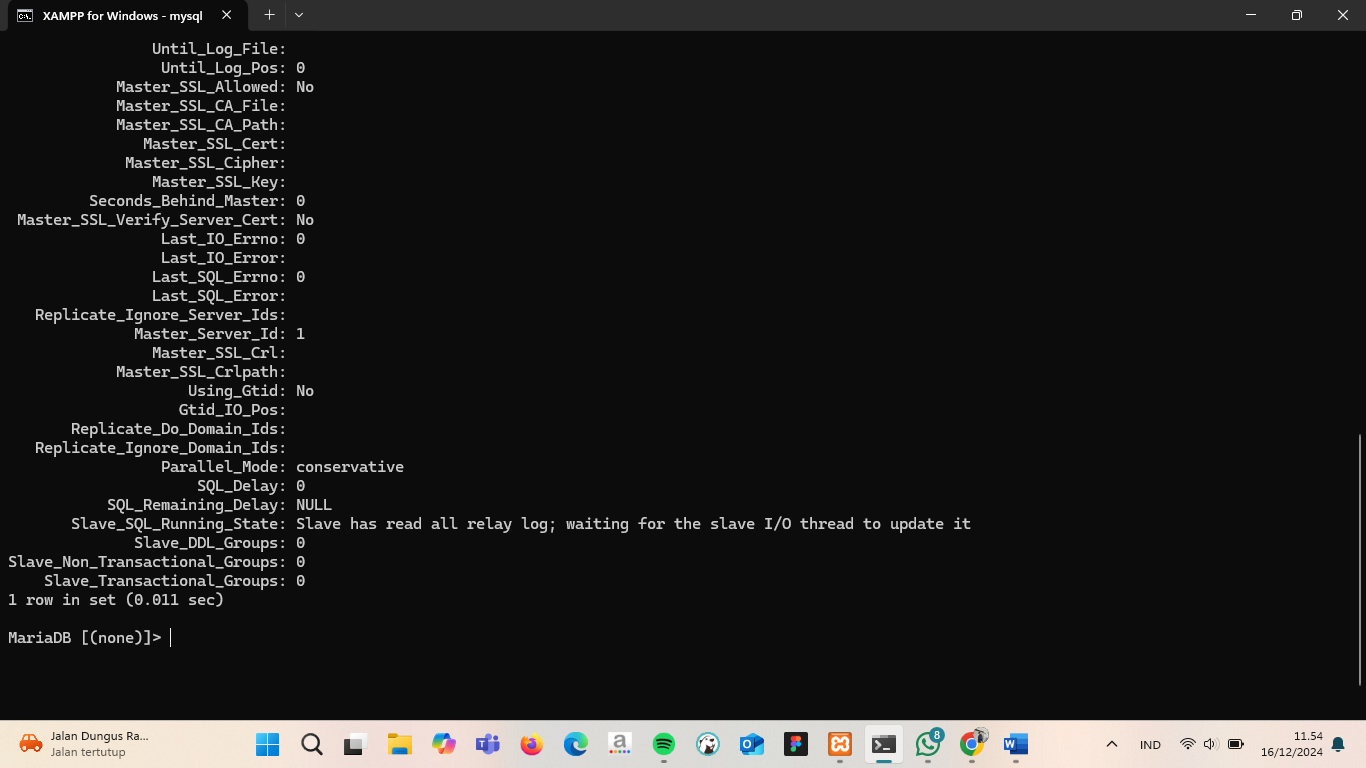 XAMPP for Windows - mysql
Until_Log_File:
Until_Log_Pos: 0
Master_SSL_Allowed: No
Master_SSL_CA_File:
Master_SSL_CA_Path:
Master_SSL_Cert:
Master_SSL_Cipher:
Master_SSL_Key:
Seconds_Behind_Master: 0
Master_SSL_Verify_Server_Cert: No
Last_IO_Errno: 0
Last_IO_Error:
Last_SQL_Errno: 0
Last_SQL_Error:
Replicate_Ignore_Server_Ids:
Master_Server_Id: 1
Master_SSL_Crl:
Master_SSL_Crlpath:
Using_Gtid: No
Gtid_IO_Pos:
Replicate_Do_Domain_Ids:
Replicate_Ignore_Domain_Ids:
Parallel_Mode: conservative
SQL_Delay: 0
SQL_Remaining_Delay: NULL
Slave_SQL_Running_State: Slave has read all relay log; waiting for the slave I/O thread to update it
Slave_DDL_Groups: 0
Slave_Non_Transactional_Groups: 0
Slave_Transactional_Groups: 0
1 row in set (0.011 sec)
MariaDB [(none)]>
Jalan Dungus Ra...
Jalan tertutup
a
8
IND
11.54
16/12/2024